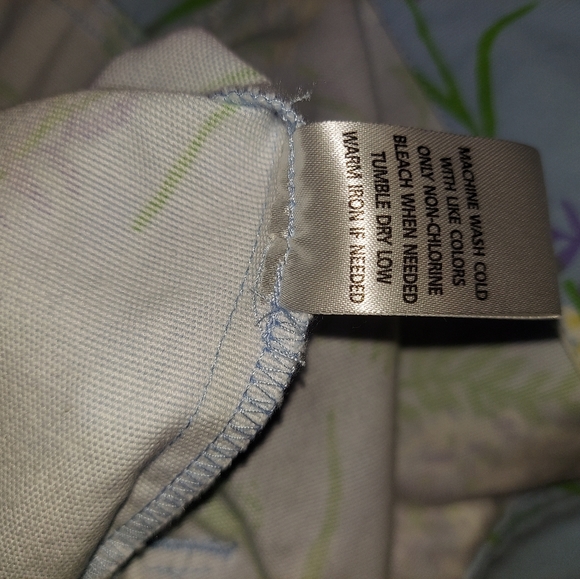 MACHINE WASH COLD
WITH LIKE COLORS
ONLY NON-CHLORINE
BLEACH WHEN NEEDED
TUMBLE DRY LOW
WARM IRON IF NEEDED